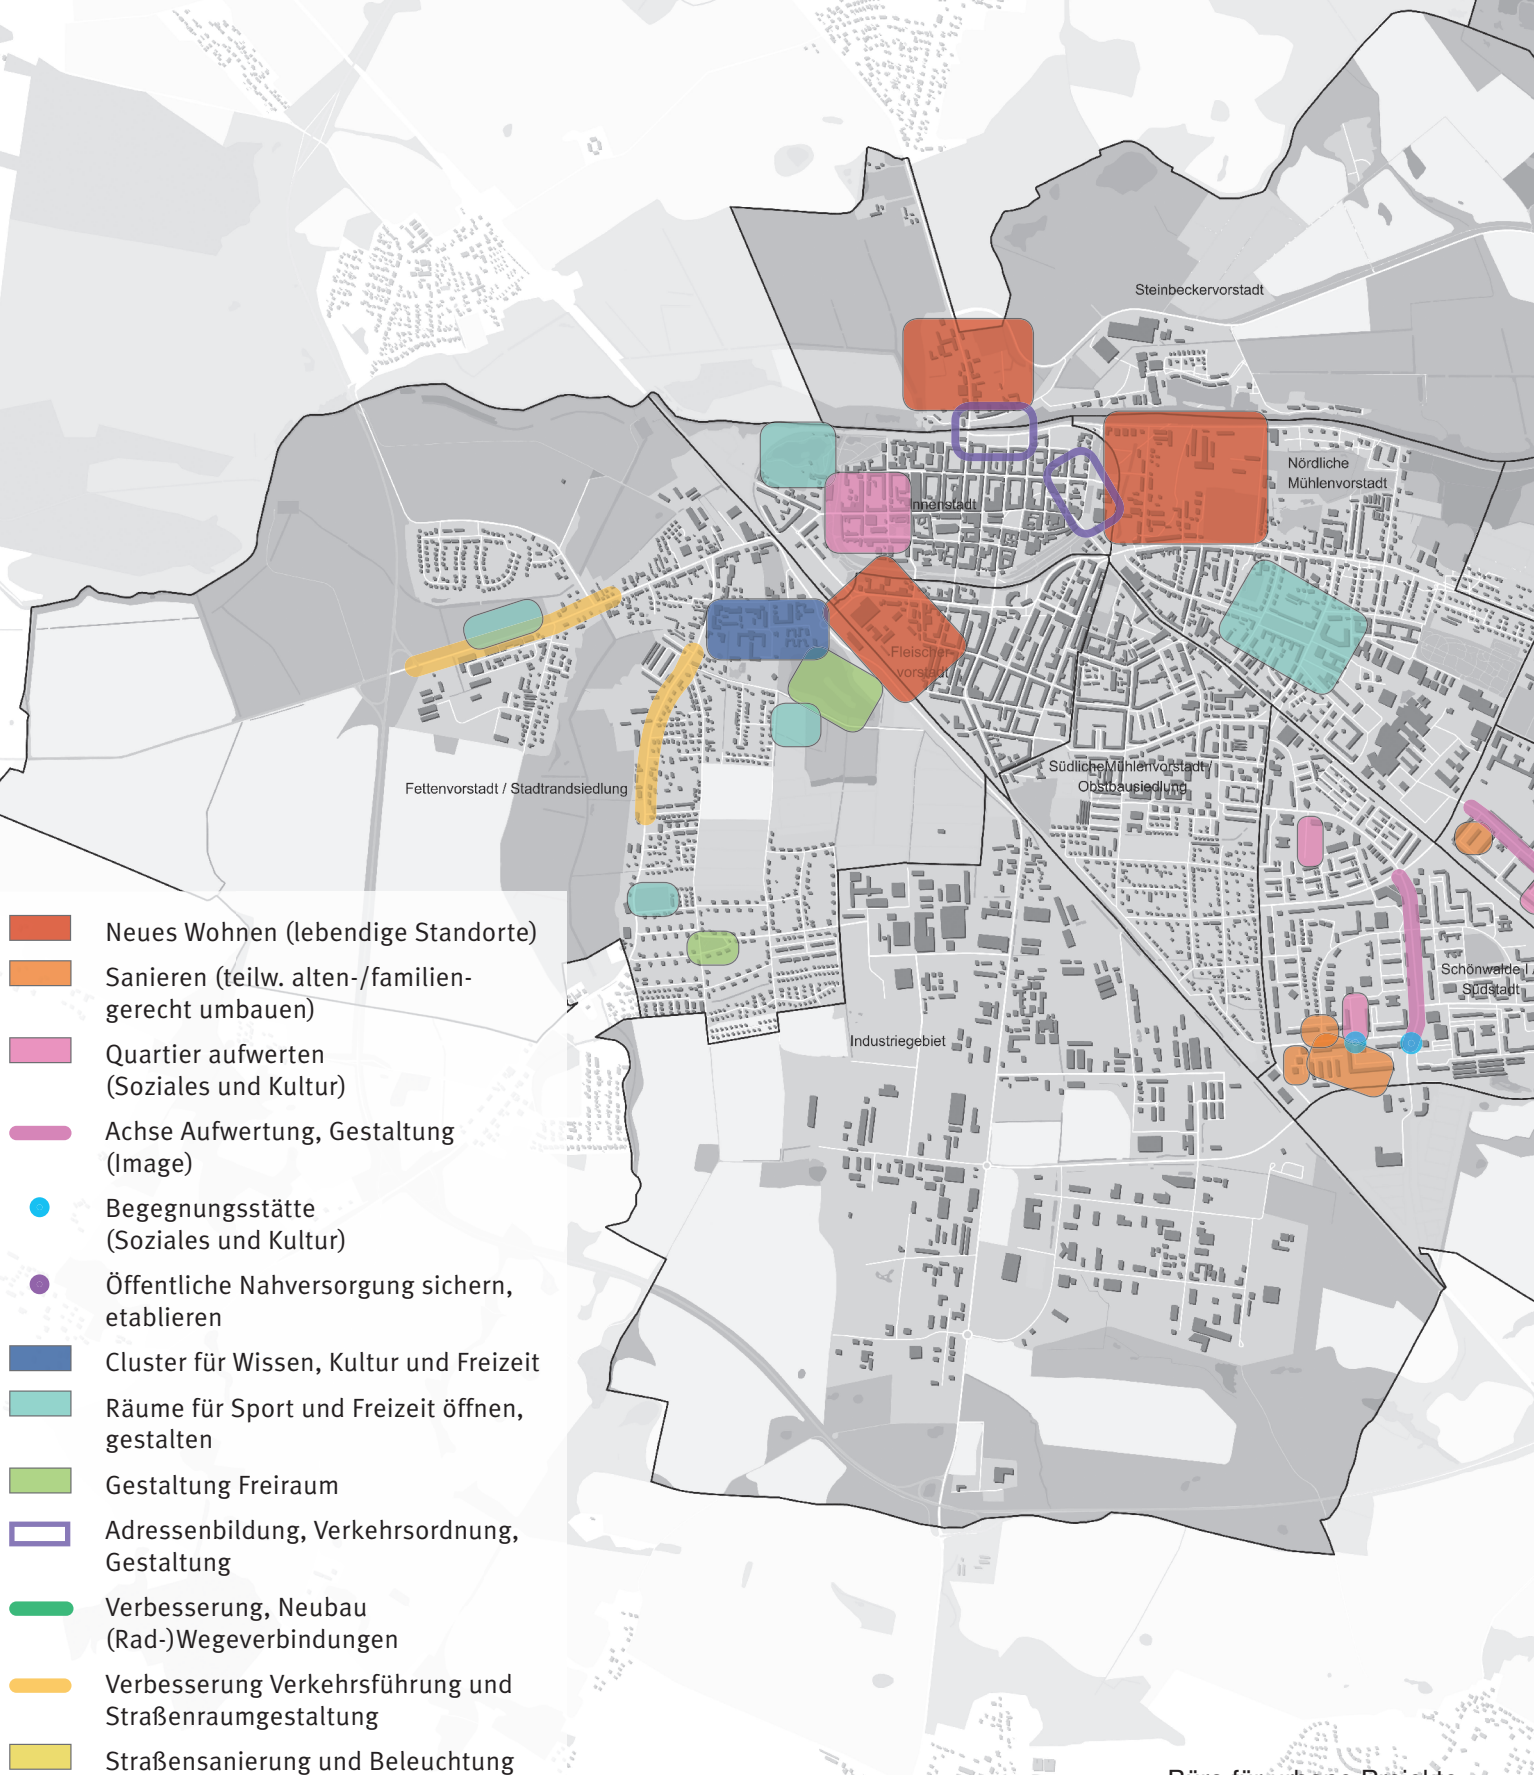 Steinbeckervorstadt
Nördliche
Mühlenvorstadt
Innenstadt
Fleischer-
vorstadt
SüdlicheMühlenvorstadt /
Obstbausiedlung
Fettenvorstadt / Stadtrandsiedlung
Schönwalde I /
Südstadt
Industriegebiet
Neues Wohnen (lebendige Standorte)
Sanieren (teilw. alten-/familien-
gerecht umbauen)
Quartier aufwerten
(Soziales und Kultur)
Achse Aufwertung, Gestaltung
(Image)
Begegnungsstätte
(Soziales und Kultur)
Öffentliche Nahversorgung sichern,
etablieren
Cluster für Wissen, Kultur und Freizeit
Räume für Sport und Freizeit öffnen,
gestalten
Gestaltung Freiraum
Adressenbildung, Verkehrsordnung,
Gestaltung
Verbesserung, Neubau
(Rad-)Wegeverbindungen
Verbesserung Verkehrsführung und
Straßenraumgestaltung
Straßensanierung und Beleuchtung